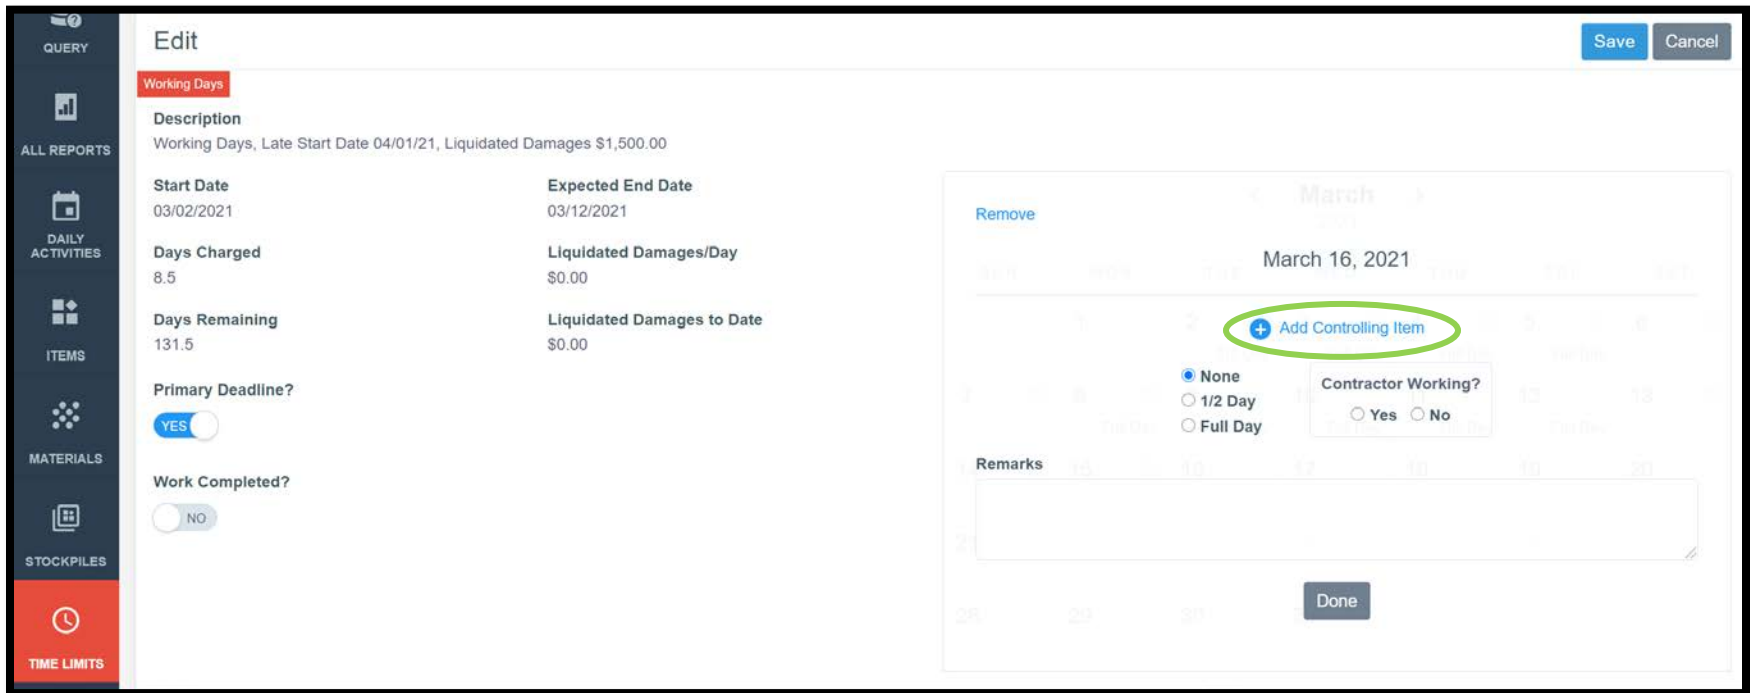 QUERY
ALL REPORTS
DAILY
ACTIVITIES
ITEMS
MATERIALS
STOCKPILES
TIME LIMITS
Edit
Save
Cancel
Working Days
Description
Working Days, Late Start Date 04/01/21, Liquidated Damages $1,500.00
Start Date
03/02/2021
Expected End Date
03/12/2021
Days Charged
8.5
Liquidated Damages/Day
$0.00
Days Remaining
131.5
Liquidated Damages to Date
$0.00
Primary Deadline?
YES
Work Completed?
NO
March
Remove
March 16, 2021
Add Controlling Item
None
1/2 Day
Full Day
Contractor Working?
Yes No
Remarks
Done